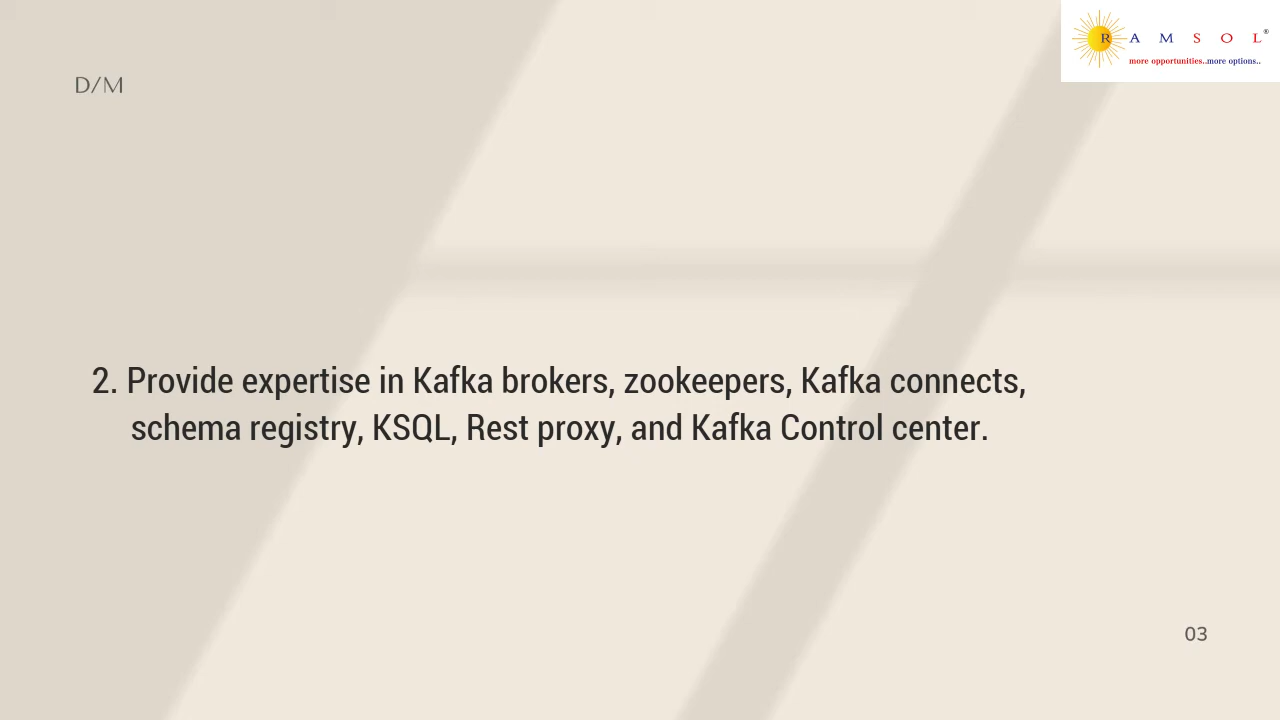 R A M S O L®
more opportunities..more options..
D/M
2. Provide expertise in Kafka brokers, zookeepers, Kafka connects,
schema registry, KSQL, Rest proxy, and Kafka Control center.
03